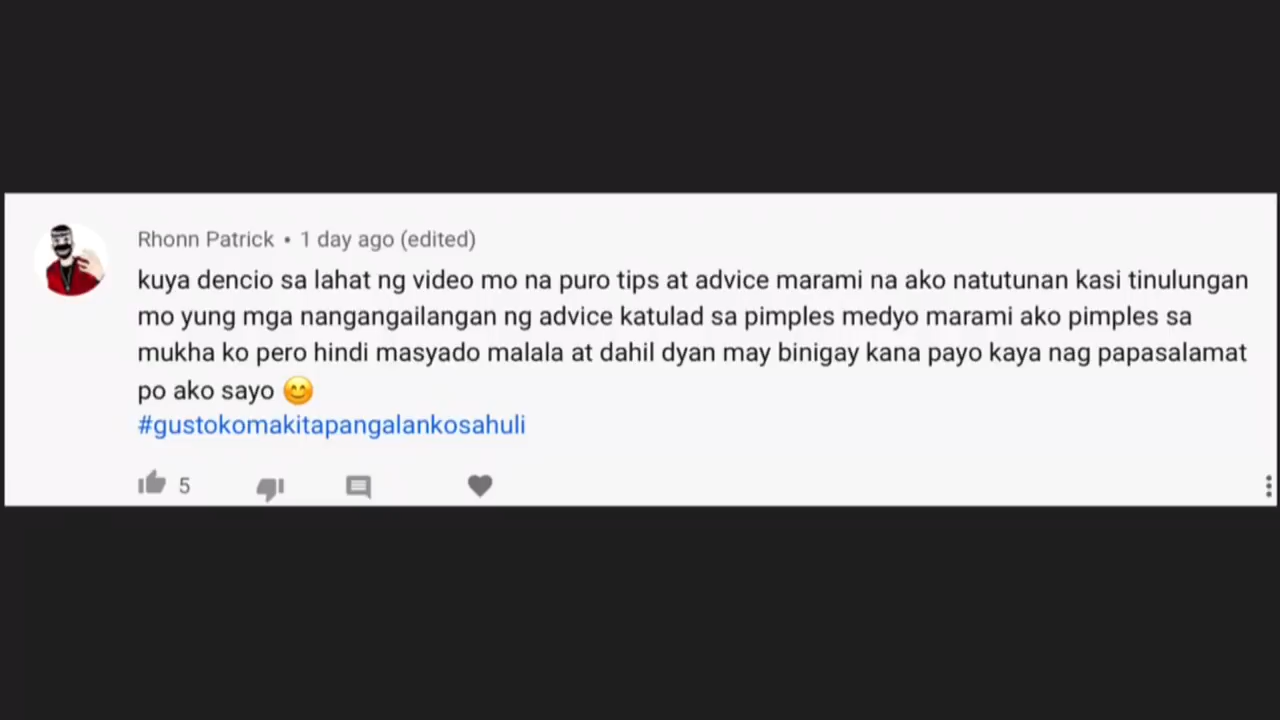 Rhonn Patrick • 1 day ago (edited)
kuya dencio sa lahat ng video mo na puro tips at advice marami na ako natutunan kasi tinulungan
mo yung mga nangangailangan ng advice katulad sa pimples medyo marami ako pimples sa
mukha ko pero hindi masyado malala at dahil dyan may binigay kana payo kaya nag papasalamat
po ako sayo 😊
#gustokomakitapangalankosahuli
5